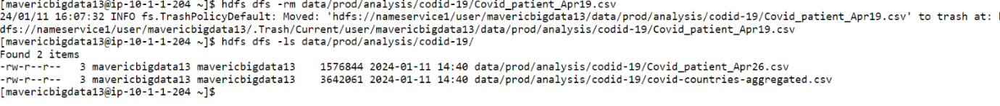 [mavericbigdata13@ip-10-1-1-204 ~]$ hdfs dfs -rm data/prod/analysis/codid-19/Covid_patient_Apr19.csv
24/01/11 16:07:32 INFO fs.TrashPolicyDefault: Moved: 'hdfs://nameservice1/user/mavericbigdata13/data/prod/analysis/codid-19/Covid_patient_Apr19.csv' to trash at: h
dfs://nameservice1/user/mavericbigdata13/.Trash/Current/user/mavericbigdata13/data/prod/analysis/codid-19/Covid_patient_Apr19.csv
[mavericbigdata13@ip-10-1-1-204 ~]$ hdfs dfs -ls data/prod/analysis/codid-19/
Found 2 items
-rw-r--r--   3 mavericbigdata13 mavericbigdata13    1576844 2024-01-11 14:40 data/prod/analysis/codid-19/Covid_patient_Apr26.csv
-rw-r--r--   3 mavericbigdata13 mavericbigdata13    3642061 2024-01-11 14:40 data/prod/analysis/codid-19/covid-countries-aggregated.csv
[mavericbigdata13@ip-10-1-1-204 ~]$